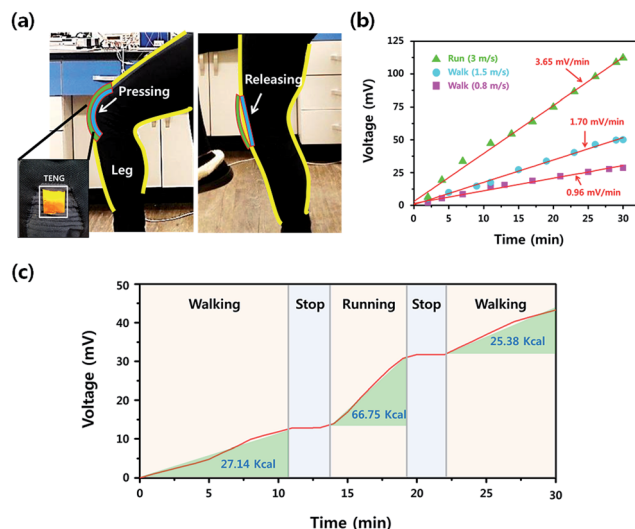 (a)
Pressing
Leg
TENG
Releasing
(b)
Voltage (mV)
125
100
75
50
25
0
Run (3 m/s)
Walk (1.5 m/s)
Walk (0.8 m/s)
3.65 mV/min
1.70 mV/min
0.96 mV/min
0 5 10 15 20 25 30
Time (min)
(c)
Voltage (mV)
50
40
30
20
10
0
Walking Stop Running Stop Walking
27.14 Kcal
66.75 Kcal
25.38 Kcal
0 5 10 15 20 25 30
Time (min)